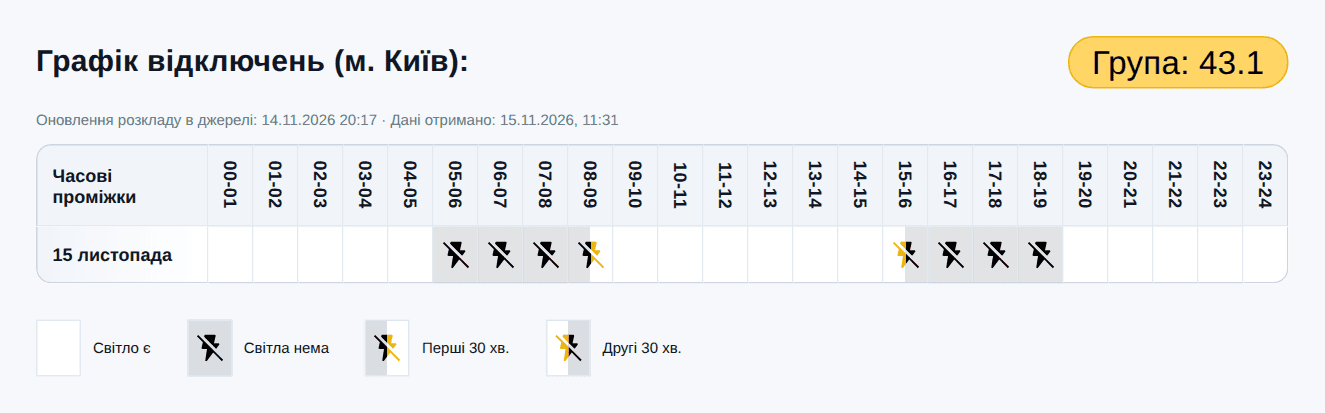 Графік відключень (м. Київ):
Група: 43.1
Оновлення розкладу в джерелі: 14.11.2026 20:17 · Дані отримано: 15.11.2026, 11:31
Часові
проміжки
00-01
01-02
02-03
03-04
04-05
05-06
06-07
07-08
08-09
09-10
10-11
11-12
12-13
13-14
14-15
15-16
16-17
17-18
18-19
19-20
20-21
21-22
22-23
23-24
15 листопада
Світло є
Світла нема
Перші 30 хв.
Другі 30 хв.